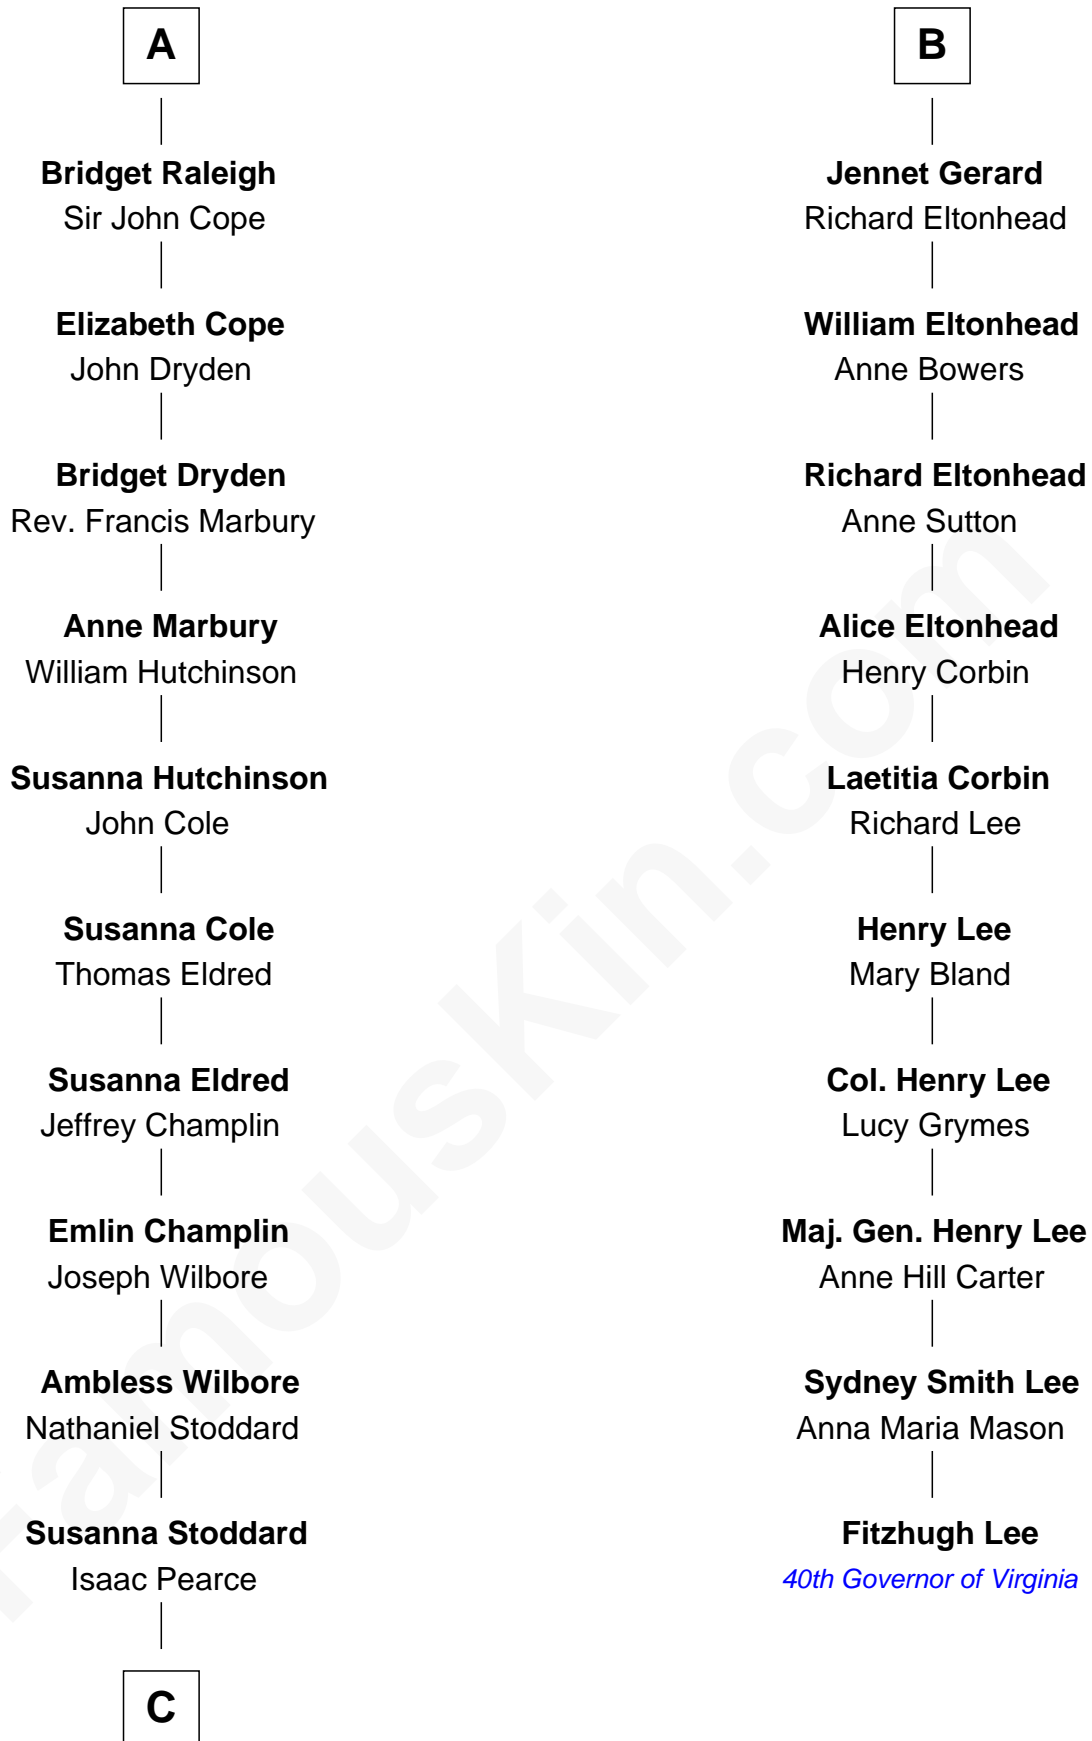 A
Bridget Raleigh
Sir John Cope
Elizabeth Cope
John Dryden
Bridget Dryden
Rev. Francis Marbury
Anne Marbury
William Hutchinson
Susanna Hutchinson
John Cole
Susanna Cole
Thomas Eldred
Susanna Eldred
Jeffrey Champlin
Emlin Champlin
Joseph Wilbore
Ambless Wilbore
Nathaniel Stoddard
Susanna Stoddard
Isaac Pearce
C
B
Jennet Gerard
Richard Eltonhead
William Eltonhead
Anne Bowers
Richard Eltonhead
Anne Sutton
Alice Eltonhead
Henry Corbin
Laetitia Corbin
Richard Lee
Henry Lee
Mary Bland
Col. Henry Lee
Lucy Grymes
Maj. Gen. Henry Lee
Anne Hill Carter
Sydney Smith Lee
Anna Maria Mason
Fitzhugh Lee
40th Governor of Virginia
FamousKin.com